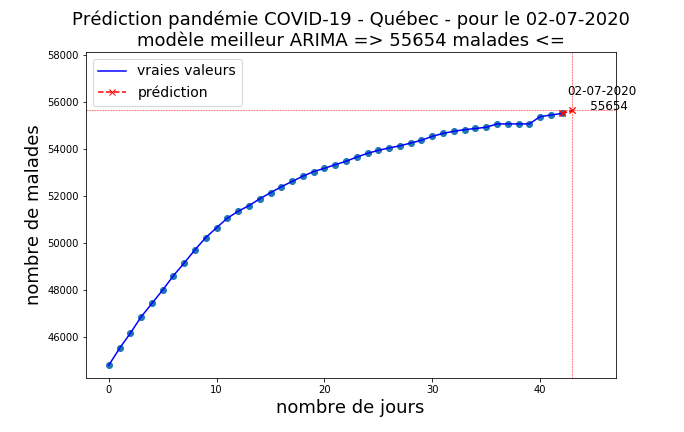 Prédiction pandémie COVID-19 - Québec - pour le 02-07-2020
modèle meilleur ARIMA => 55654 malades <=
58000
vraies valeurs
prédiction
02-07-2020
55654
56000
54000
52000
50000
48000
46000
nombre de malades
0 10 20 30 40
nombre de jours